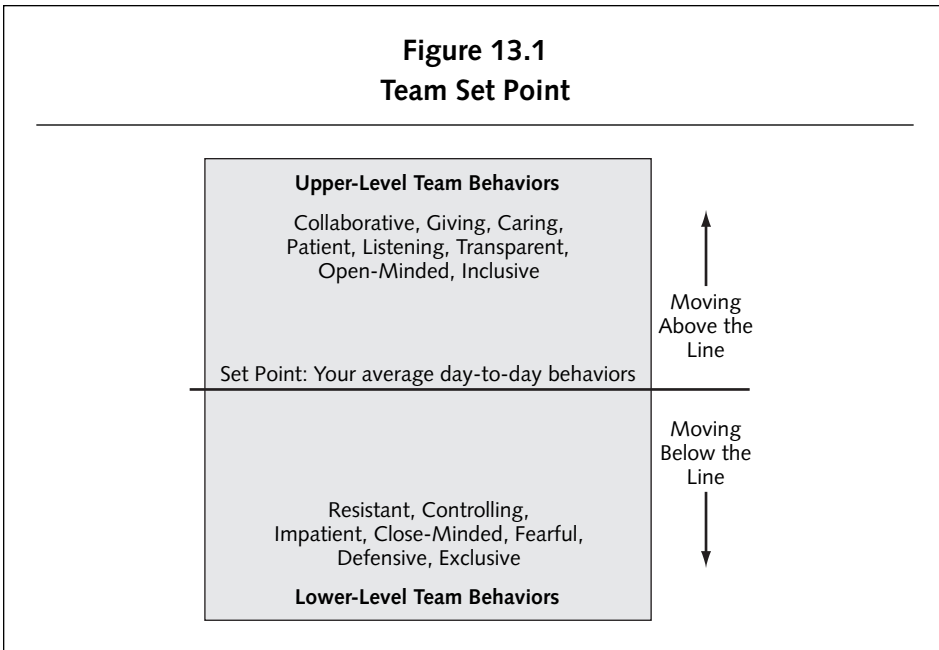 Figure 13.1
Team Set Point
Upper-Level Team Behaviors
Collaborative, Giving, Caring,
Patient, Listening, Transparent,
Open-Minded, Inclusive
Moving
Above the
Line
Set Point: Your average day-to-day behaviors
Moving
Below the
Line
Resistant, Controlling,
Impatient, Close-Minded, Fearful,
Defensive, Exclusive
Lower-Level Team Behaviors